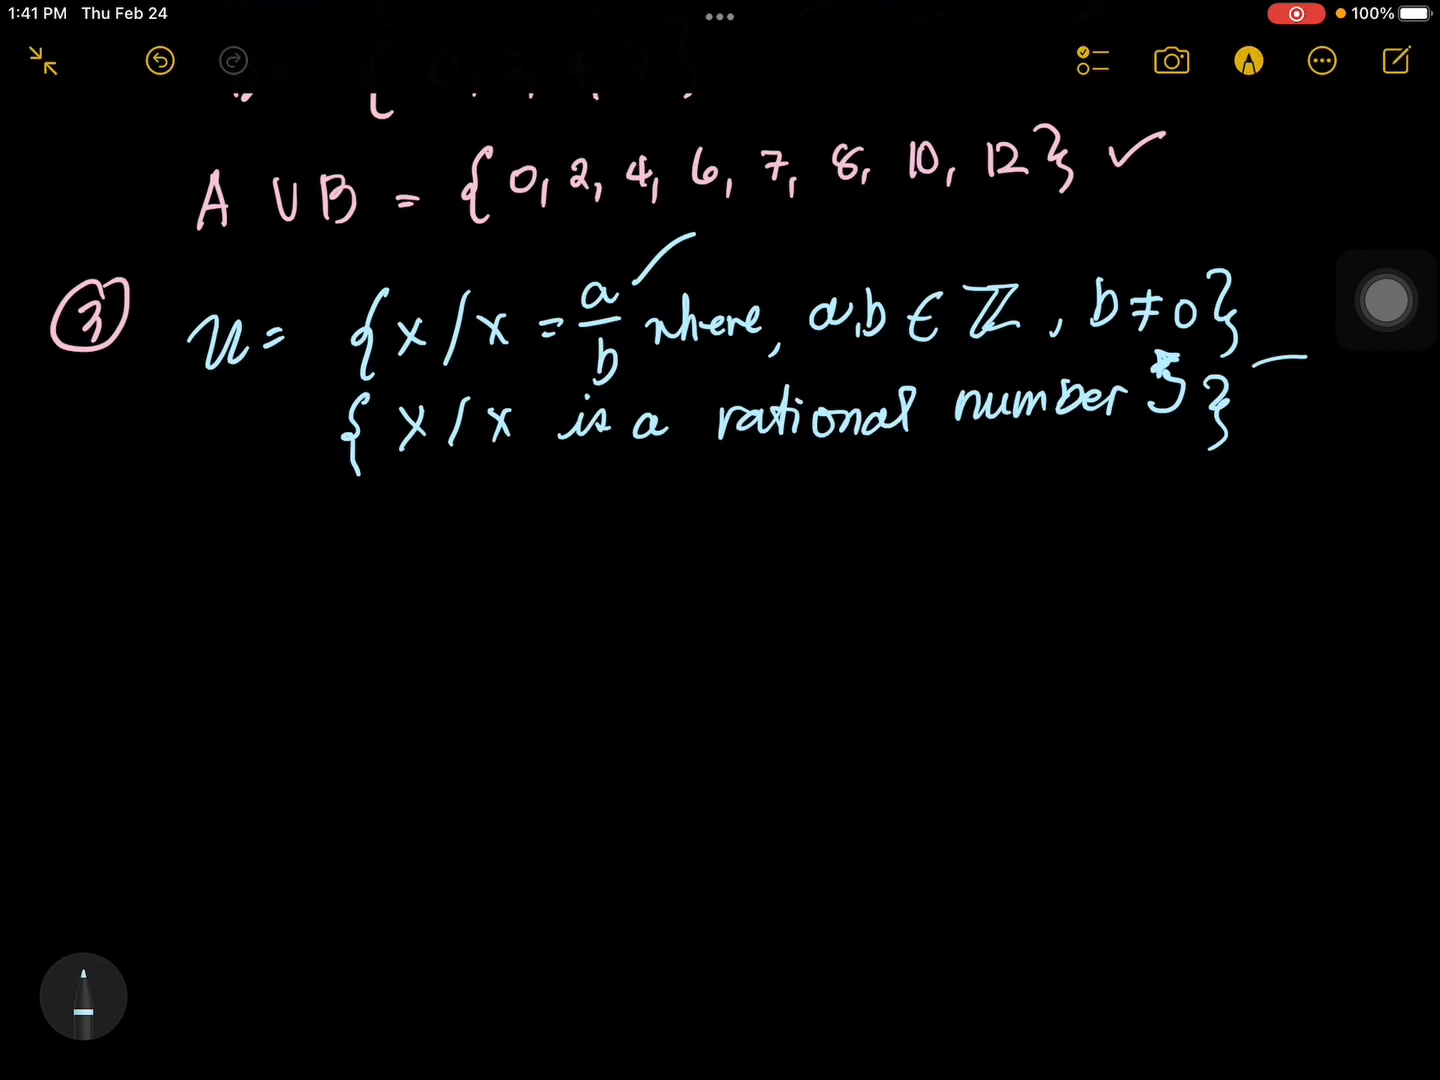 1:41 PM Thu Feb 24
100%
A ∪ B = {0, 2, 4, 6, 7, 8, 10, 12} ✓
③ U = {x/x = a/b where, a,b ∈ ℤ, b ≠ 0}
{x/x is a rational number }